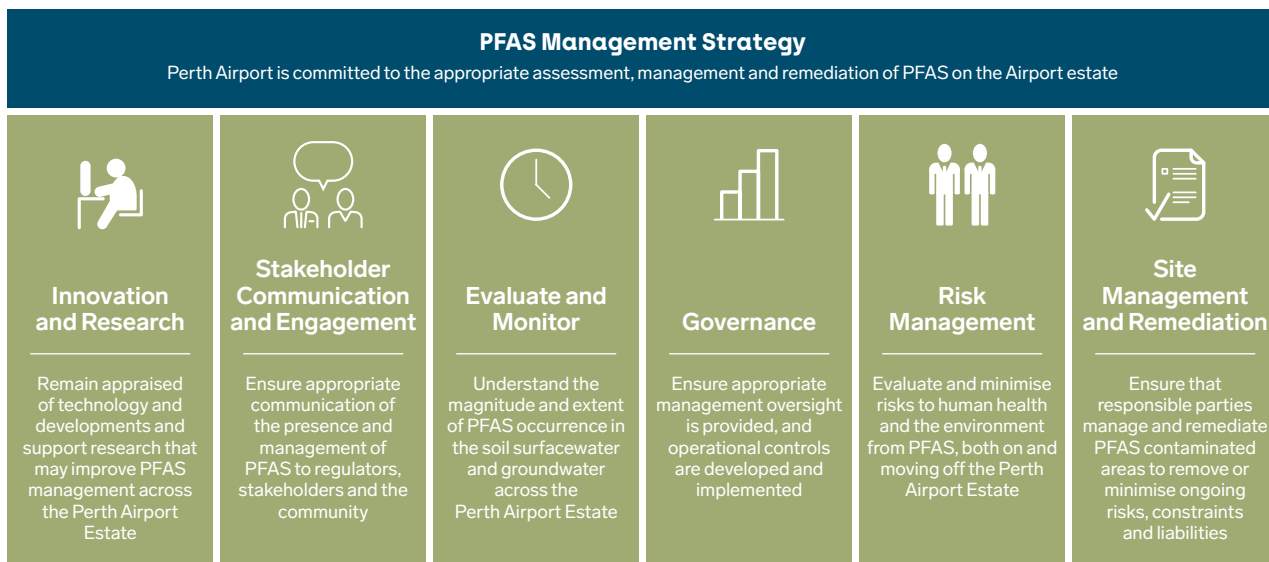 PFAS Management Strategy
Perth Airport is committed to the appropriate assessment, management and remediation of PFAS on the Airport estate
Innovation
and Research
Remain appraised
of technology and
developments and
support research that
may improve PFAS
management across
the Perth Airport
Estate
Stakeholder
Communication
and Engagement
Ensure appropriate
communication of
the presence and
management of
PFAS to regulators,
stakeholders and the
community
Evaluate and
Monitor
Understand the
magnitude and extent
of PFAS occurrence in
the soil surfacewater
and groundwater
across the
Perth Airport Estate
Governance
Ensure appropriate
management oversight
is provided, and
operational controls
are developed and
implemented
Risk
Management
Evaluate and minimise
risks to human health
and the environment
from PFAS, both on and
moving off the Perth
Airport Estate
Site
Management
and Remediation
Ensure that
responsible parties
manage and remediate
PFAS contaminated
areas to remove or
minimise ongoing
risks, constraints
and liabilities